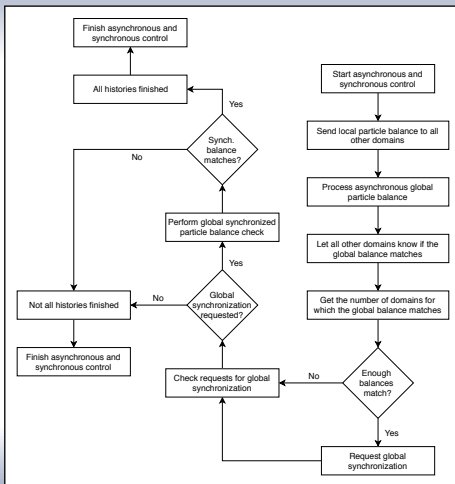 Start asynchronous and
synchronous control
Send local particle balance to all
other domains
Process asynchronous global
particle balance
Let all other domains know if the
global balance matches
Get the number of domains for
which the global balance matches
Enough
balances
match?
No
Yes
Request global
synchronization
Check requests for global
synchronization
Global
synchronization
requested?
No
Yes
Perform global synchronized
particle balance check
Synch.
balance
matches?
No
Yes
All histories finished
Finish asynchronous and
synchronous control
Not all histories finished
Finish asynchronous and
synchronous control